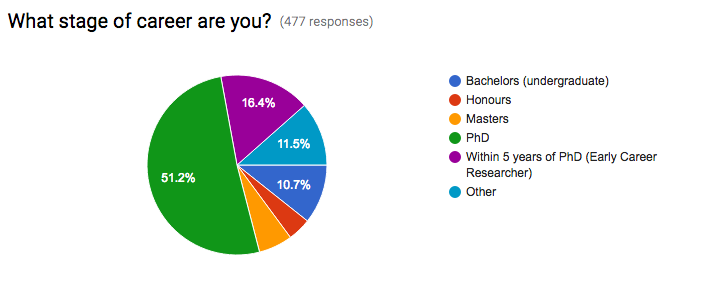 What stage of career are you? (477 responses)
16.4%
11.5%
51.2%
10.7%
Bachelors (undergraduate)
Honours
Masters
PhD
Within 5 years of PhD (Early Career
Researcher)
Other